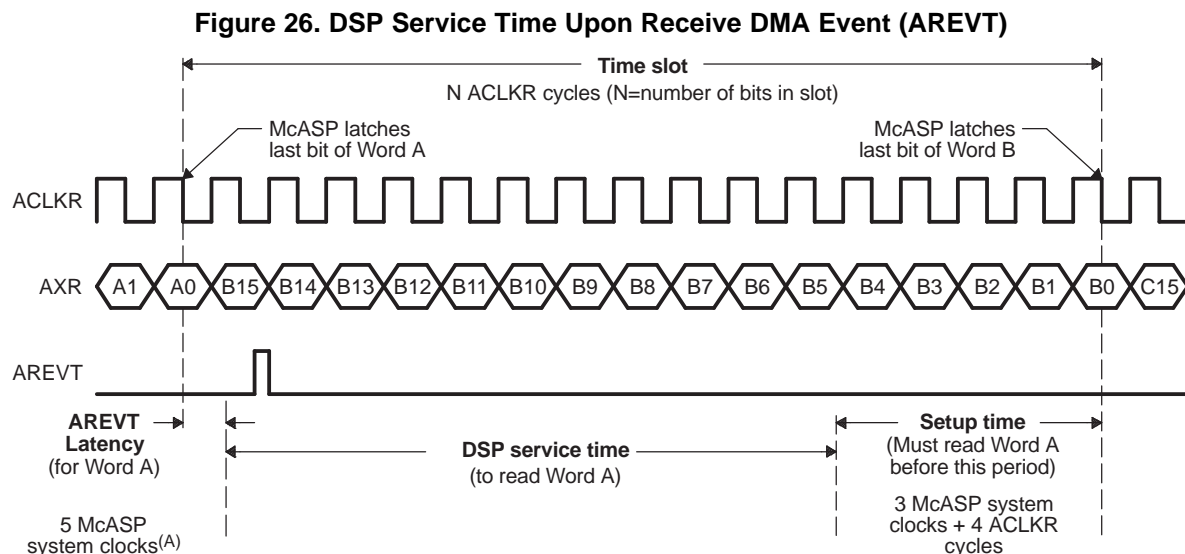 Figure 26. DSP Service Time Upon Receive DMA Event (AREVT)
Time slot
N ACLKR cycles (N=number of bits in slot)
McASP latches
last bit of Word A
McASP latches
last bit of Word B
ACLKR
AXR
A1 A0 B15 B14 B13 B12 B11 B10 B9 B8 B7 B6 B5 B4 B3 B2 B1 B0 C15
AREVT
AREVT
Latency
(for Word A)
DSP service time
(to read Word A)
Setup time
(Must read Word A
before this period)
5 McASP
system clocks(A)
3 McASP system
clocks + 4 ACLKR
cycles